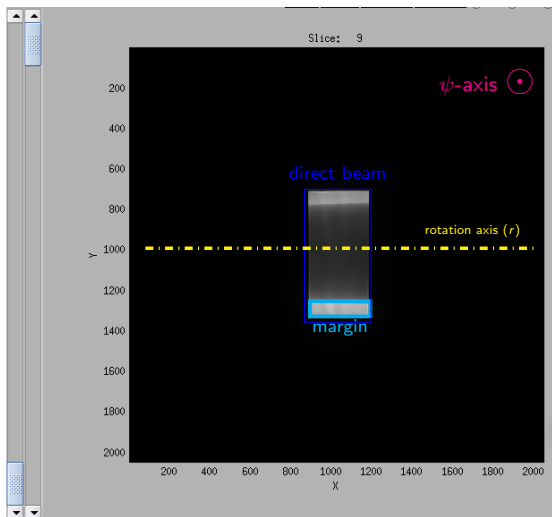 Slice: 9
ψ-axis
200
400
600
direct beam
800
rotation axis (r)
1000
Y
1200
margin
1400
1600
1800
2000
200 400 600 800 1000 1200 1400 1600 1800 2000
X